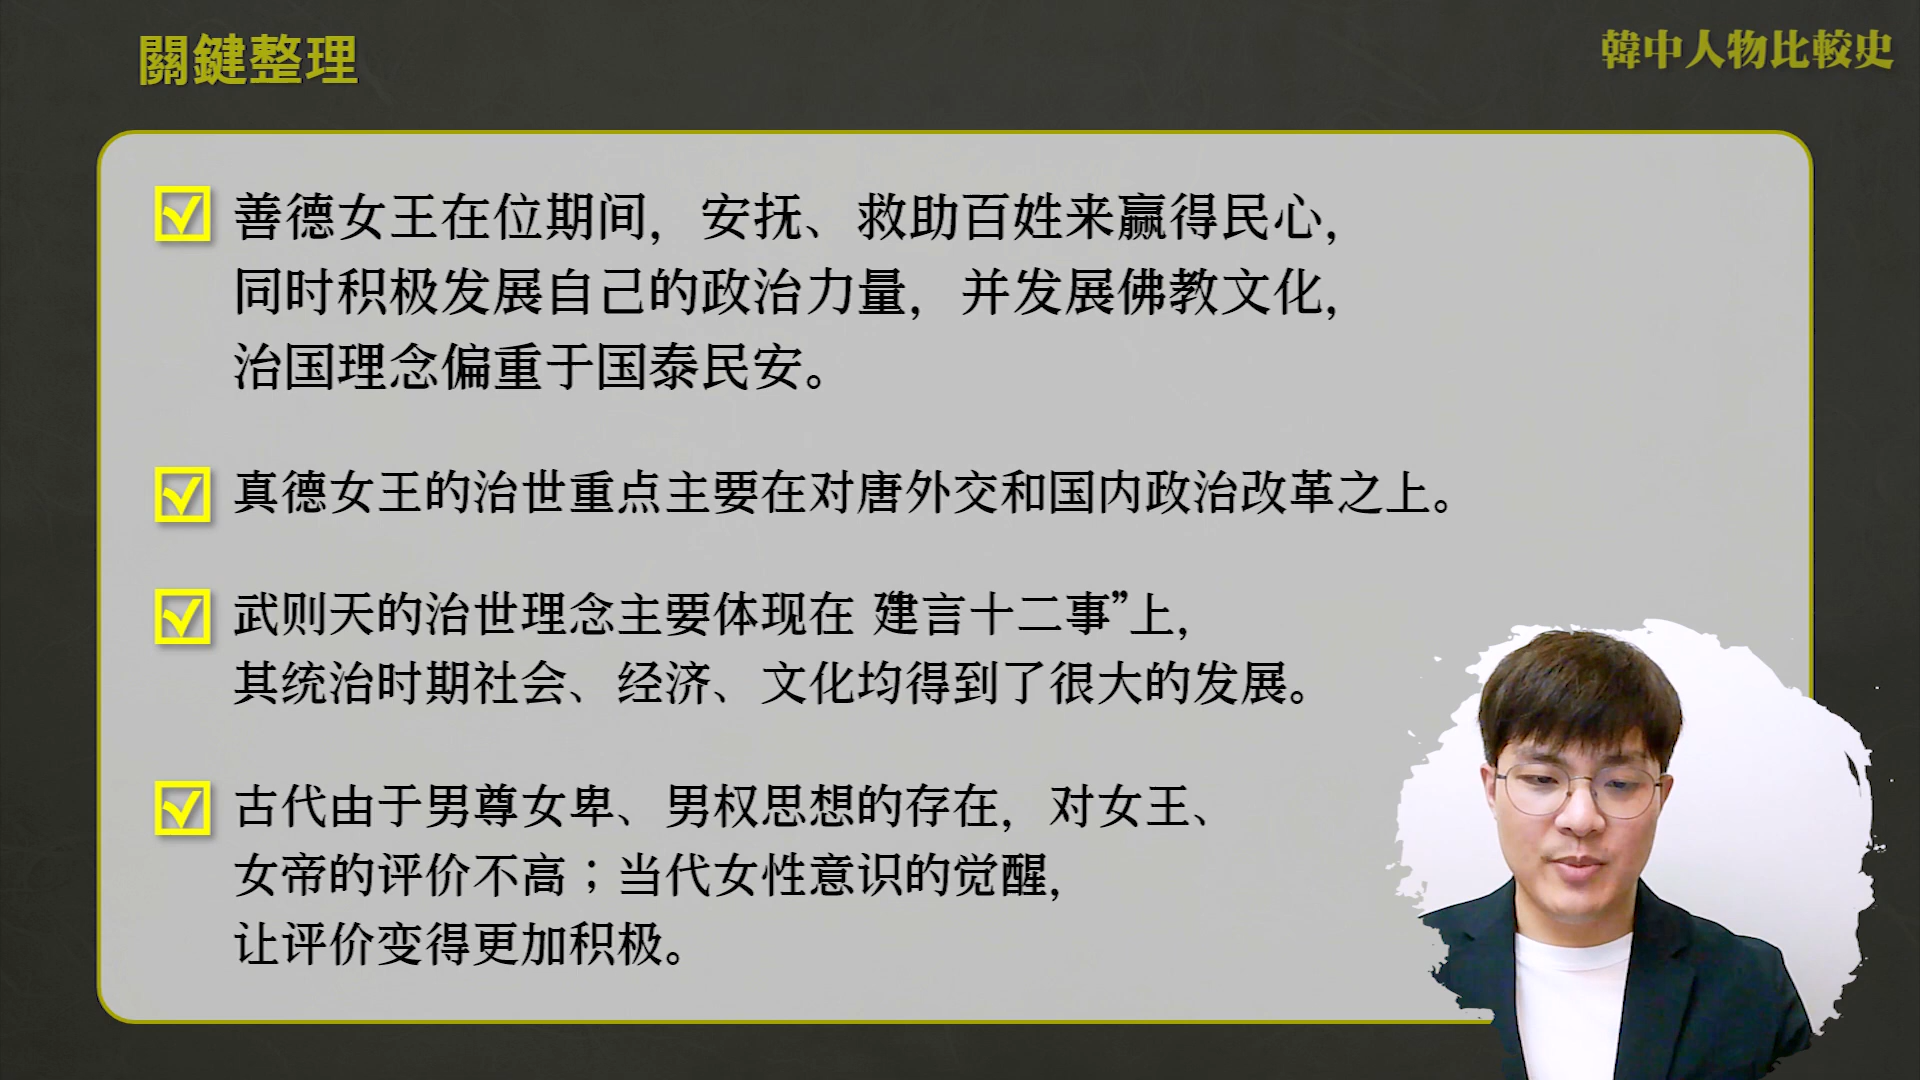 關鍵整理
韓中人物比較史
善德女王在位期间，安抚、救助百姓来赢得民心，
同时积极发展自己的政治力量，并发展佛教文化，
治国理念偏重于国泰民安。
真德女王的治世重点主要在对唐外交和国内政治改革之上。
武则天的治世理念主要体现在 建言十二事”上，
其统治时期社会、经济、文化均得到了很大的发展。
古代由于男尊女卑、男权思想的存在，对女王、
女帝的评价不高；当代女性意识的觉醒，
让评价变得更加积极。